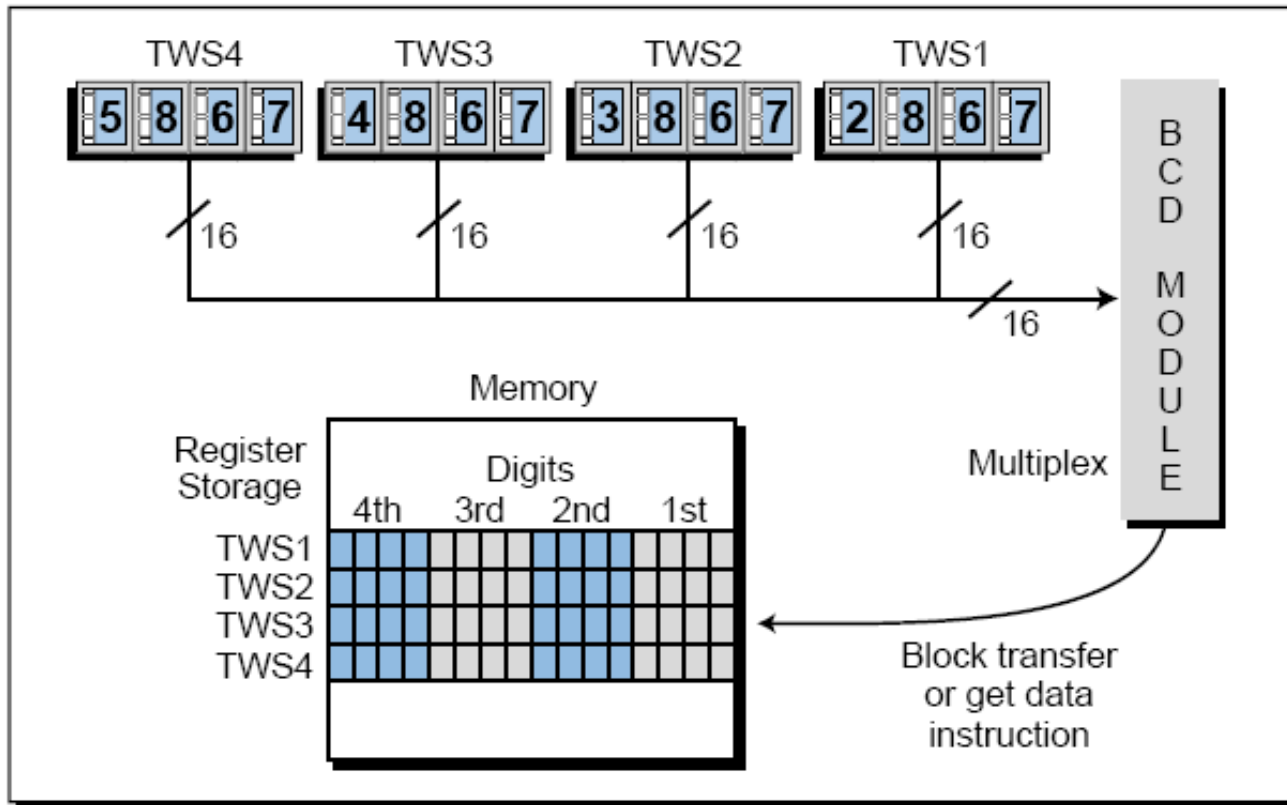 TWS4 TWS3 TWS2 TWS1
5 8 6 7 4 8 6 7 3 8 6 7 2 8 6 7
16 16 16 16
16
B
C
D
M
O
D
U
L
E
Multiplex
Memory
Register
Storage
Digits
4th 3rd 2nd 1st
TWS1
TWS2
TWS3
TWS4
Block transfer
or get data
instruction